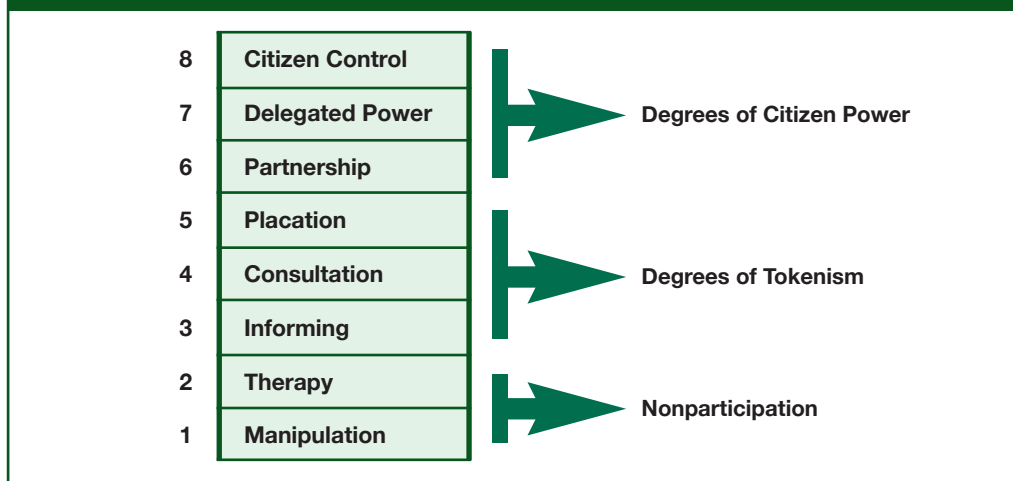 8 Citizen Control
7 Delegated Power
Degrees of Citizen Power
6 Partnership
5 Placation
4 Consultation
Degrees of Tokenism
3 Informing
2 Therapy
Nonparticipation
1 Manipulation